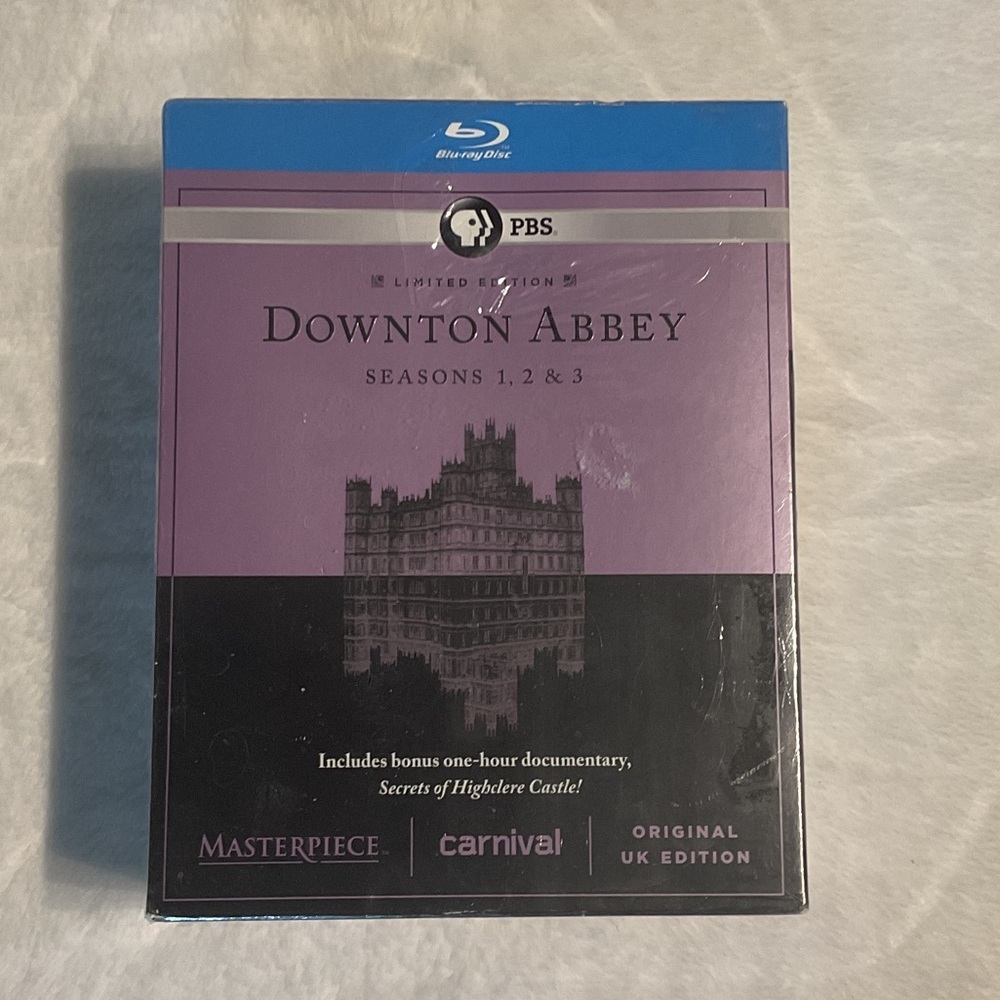 Blu-ray Disc
PBS
LIMITED EDITION
DOWNTON ABBEY
SEASONS 1, 2 & 3
Includes bonus one-hour documentary,
Secrets of Highclere Castle!
MASTERPIECE
carnival
ORIGINAL
UK EDITION